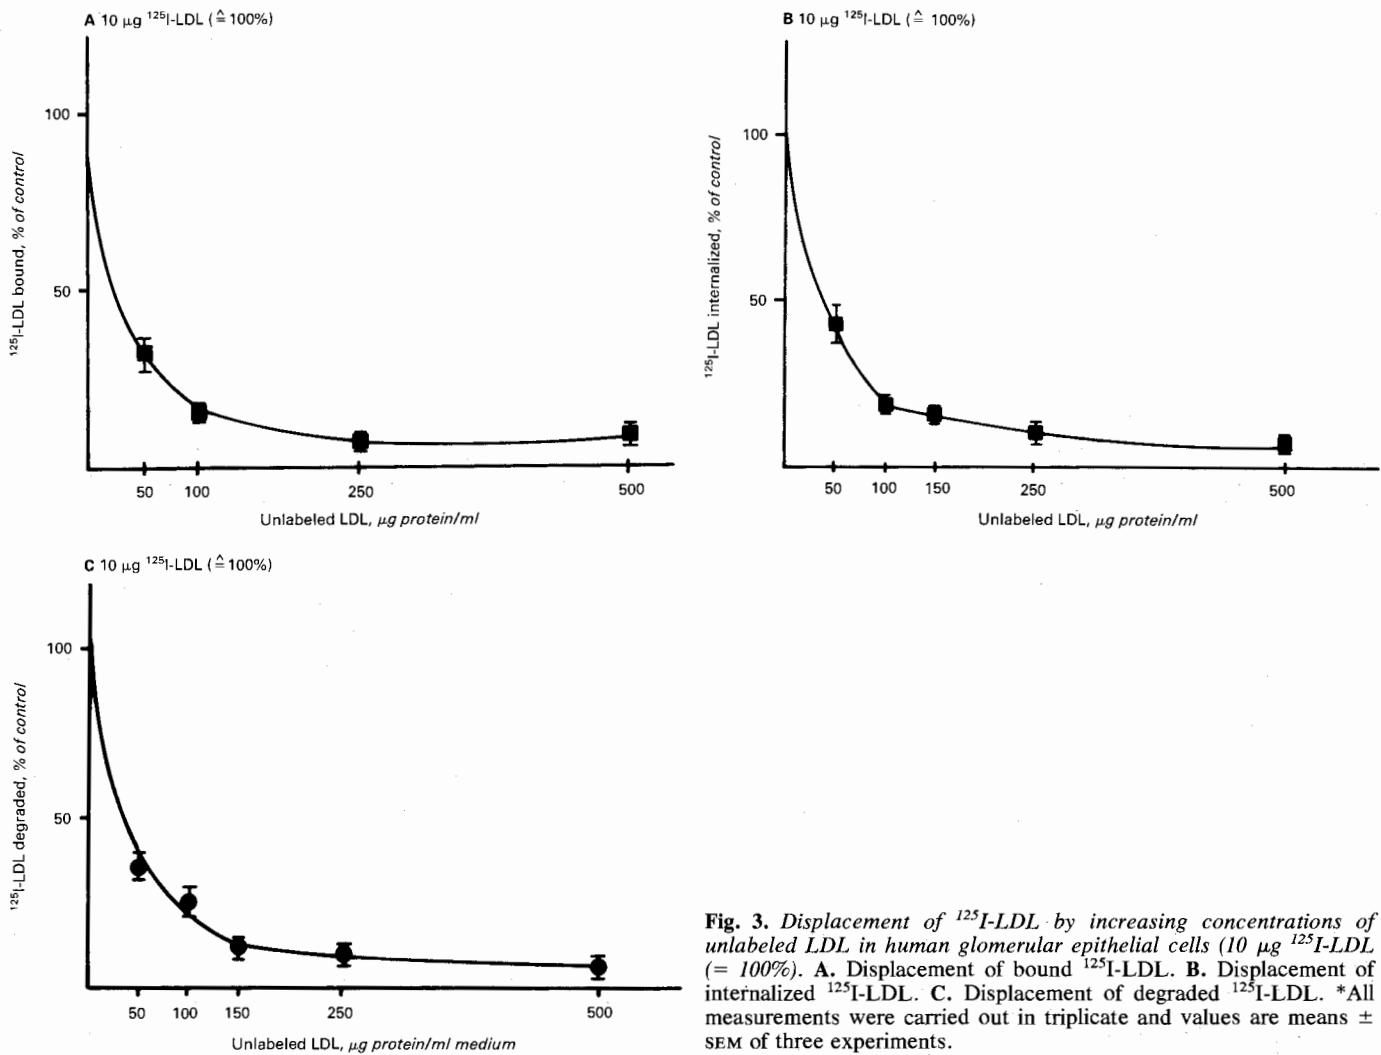 A 10 μg ¹²⁵I-LDL (≙ 100%)
100
50
¹²⁵I-LDL bound, % of control
50 100 250 500
Unlabeled LDL, μg protein/ml
B 10 μg ¹²⁵I-LDL (≙ 100%)
100
50
¹²⁵I-LDL internalized, % of control
50 100 150 250 500
Unlabeled LDL, μg protein/ml
C 10 μg ¹²⁵I-LDL (≙ 100%)
100
50
¹²⁵I-LDL degraded, % of control
50 100 150 250 500
Unlabeled LDL, μg protein/ml medium
Fig. 3. Displacement of ¹²⁵I-LDL by increasing concentrations of
unlabeled LDL in human glomerular epithelial cells (10 μg ¹²⁵I-LDL
(= 100%). A. Displacement of bound ¹²⁵I-LDL. B. Displacement of
internalized ¹²⁵I-LDL. C. Displacement of degraded ¹²⁵I-LDL. *All
measurements were carried out in triplicate and values are means ±
SEM of three experiments.